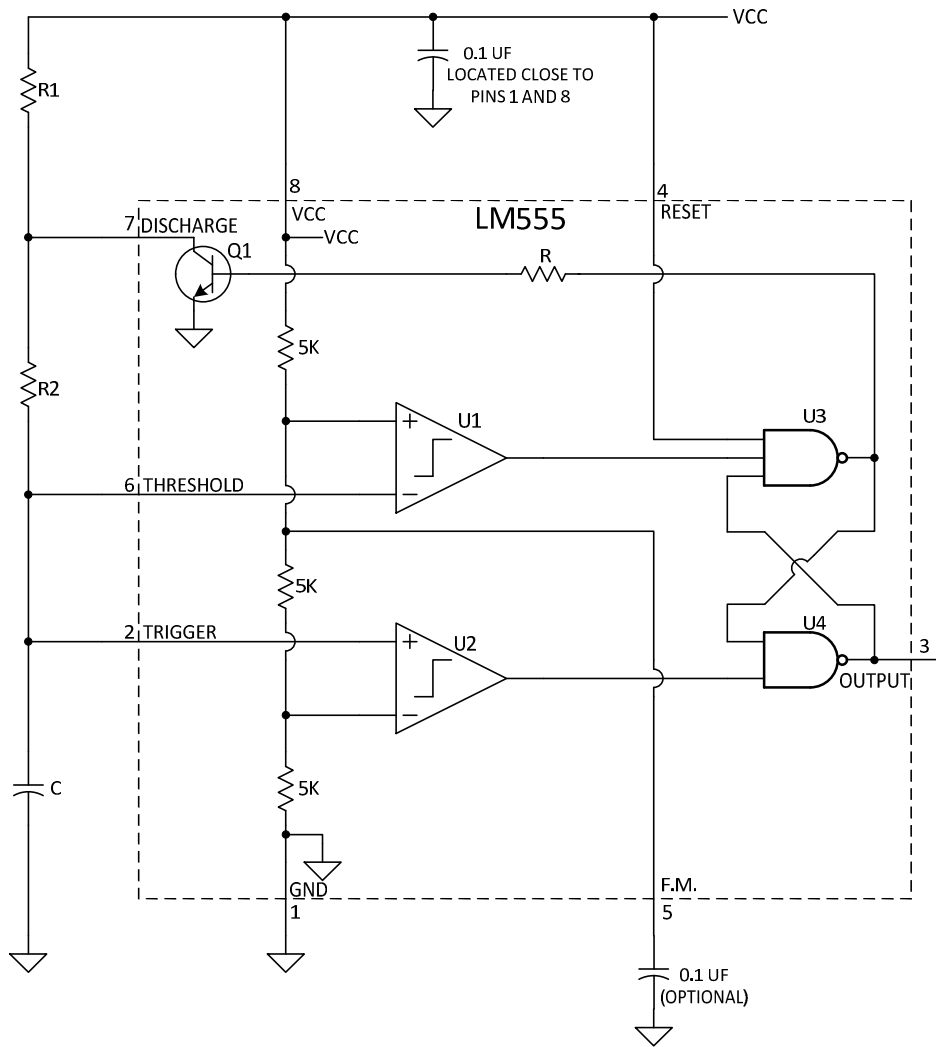 VCC
0.1 UF
LOCATED CLOSE TO
PINS 1 AND 8
R1
8
4
VCC
LM555
RESET
7 DISCHARGE
Q1
VCC
R
5K
R2
U1
U3
+
−
6 THRESHOLD
5K
2 TRIGGER
U2
U4
3
+
−
OUTPUT
5K
C
GND
1
F.M.
5
0.1 UF
(OPTIONAL)